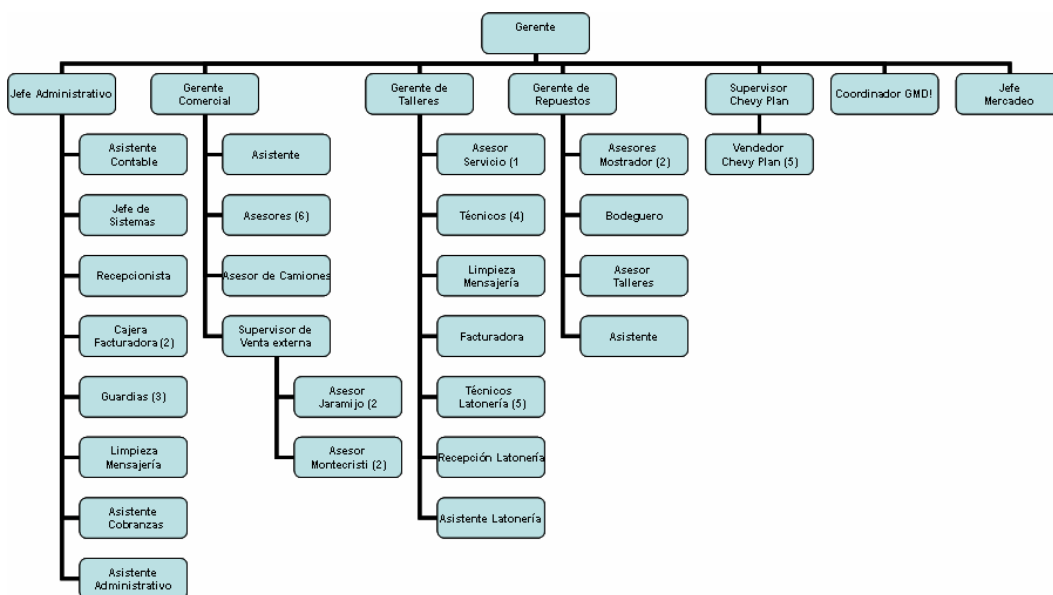 Gerente
Jefe Administrativo
Gerente
Comercial
Gerente de
Talleres
Gerente de
Repuestos
Supervisor
Chevy Plan
Coordinador GMD!
Jefe
Mercadeo
Asistente
Contable
Jefe de
Sistemas
Recepcionista
Cajera
Facturadora (2)
Guardias (3)
Limpieza
Mensajería
Asistente
Cobranzas
Asistente
Administrativo
Asistente
Asesores (6)
Asesor de Camiones
Supervisor de
Venta externa
Asesor
Jaramijo (2
Asesor
Montecristi (2)
Asesor
Servicio (1
Técnicos (4)
Limpieza
Mensajería
Facturadora
Técnicos
Latonería (5)
Recepción Latonería
Asistente Latonería
Asesores
Mostrador (2)
Bodeguero
Asesor
Talleres
Asistente
Vendedor
Chevy Plan (5)